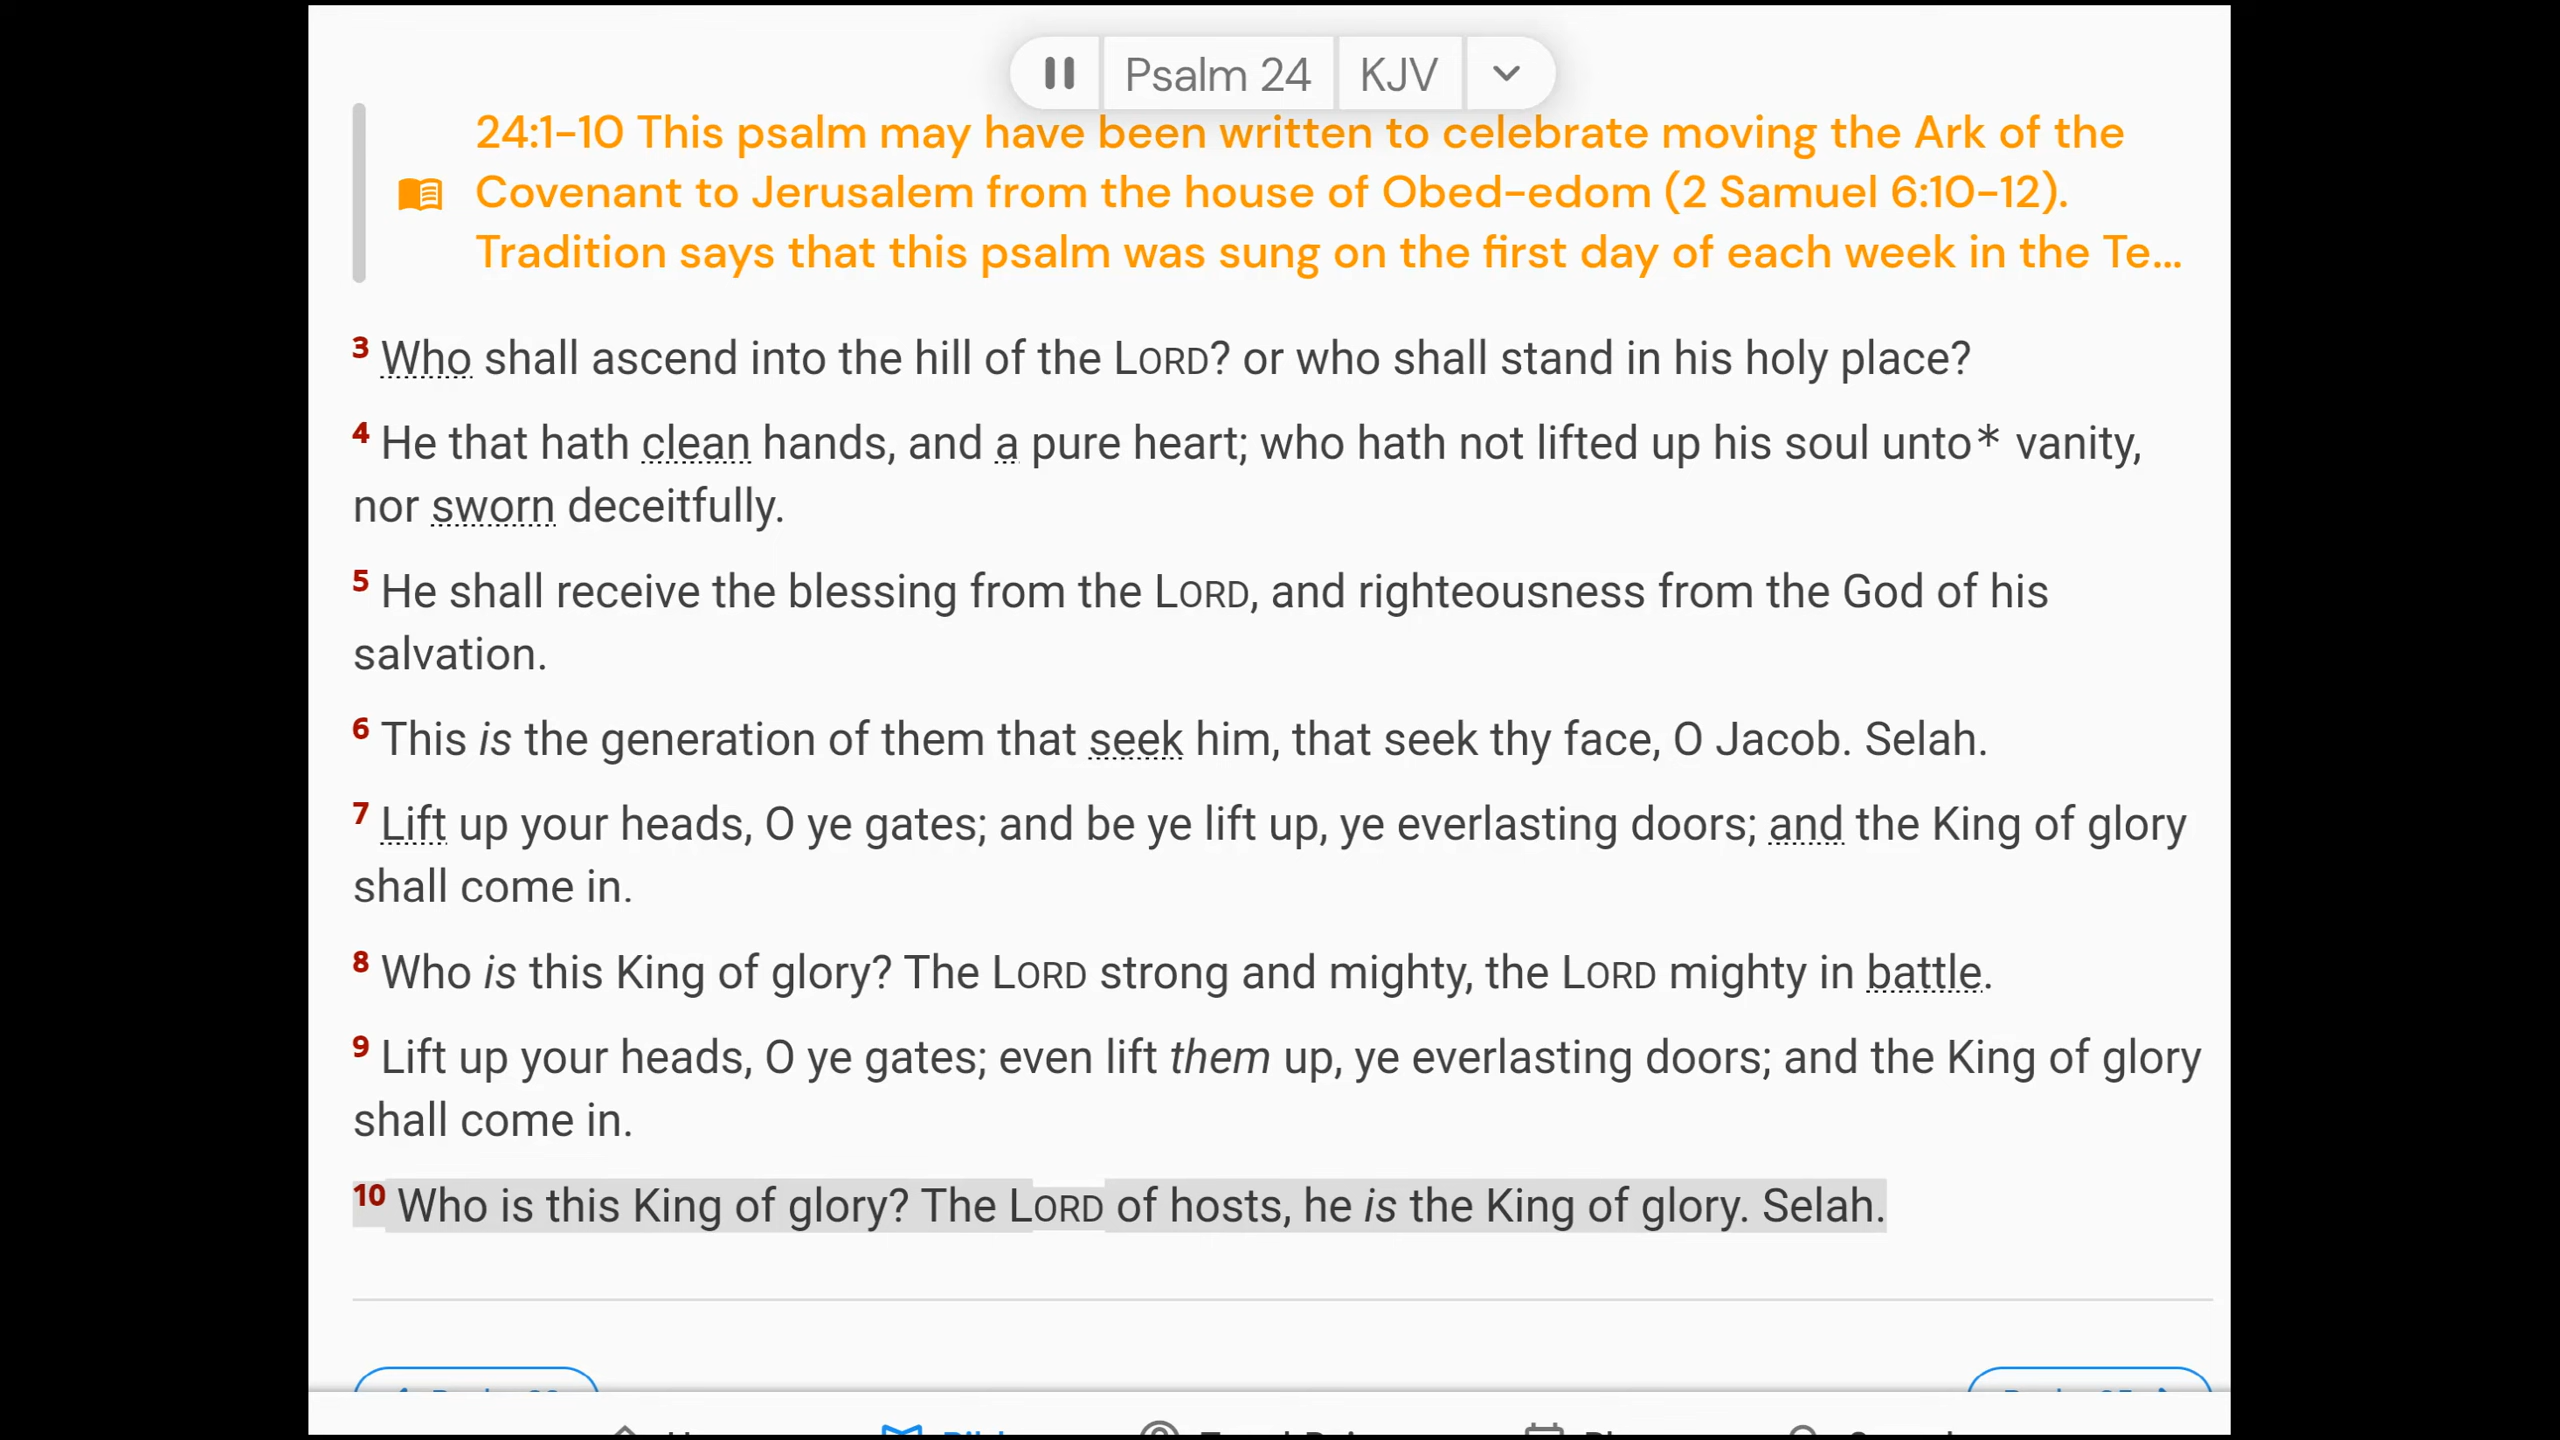 Psalm 24 KJV
24:1-10 This psalm may have been written to celebrate moving the Ark of the
Covenant to Jerusalem from the house of Obed-edom (2 Samuel 6:10-12).
Tradition says that this psalm was sung on the first day of each week in the Te...
3 Who shall ascend into the hill of the LORD? or who shall stand in his holy place?
4 He that hath clean hands, and a pure heart; who hath not lifted up his soul unto* vanity,
nor sworn deceitfully.
5 He shall receive the blessing from the LORD, and righteousness from the God of his
salvation.
6 This is the generation of them that seek him, that seek thy face, O Jacob. Selah.
7 Lift up your heads, O ye gates; and be ye lift up, ye everlasting doors; and the King of glory
shall come in.
8 Who is this King of glory? The LORD strong and mighty, the LORD mighty in battle.
9 Lift up your heads, O ye gates; even lift them up, ye everlasting doors; and the King of glory
shall come in.
10 Who is this King of glory? The LORD of hosts, he is the King of glory. Selah.